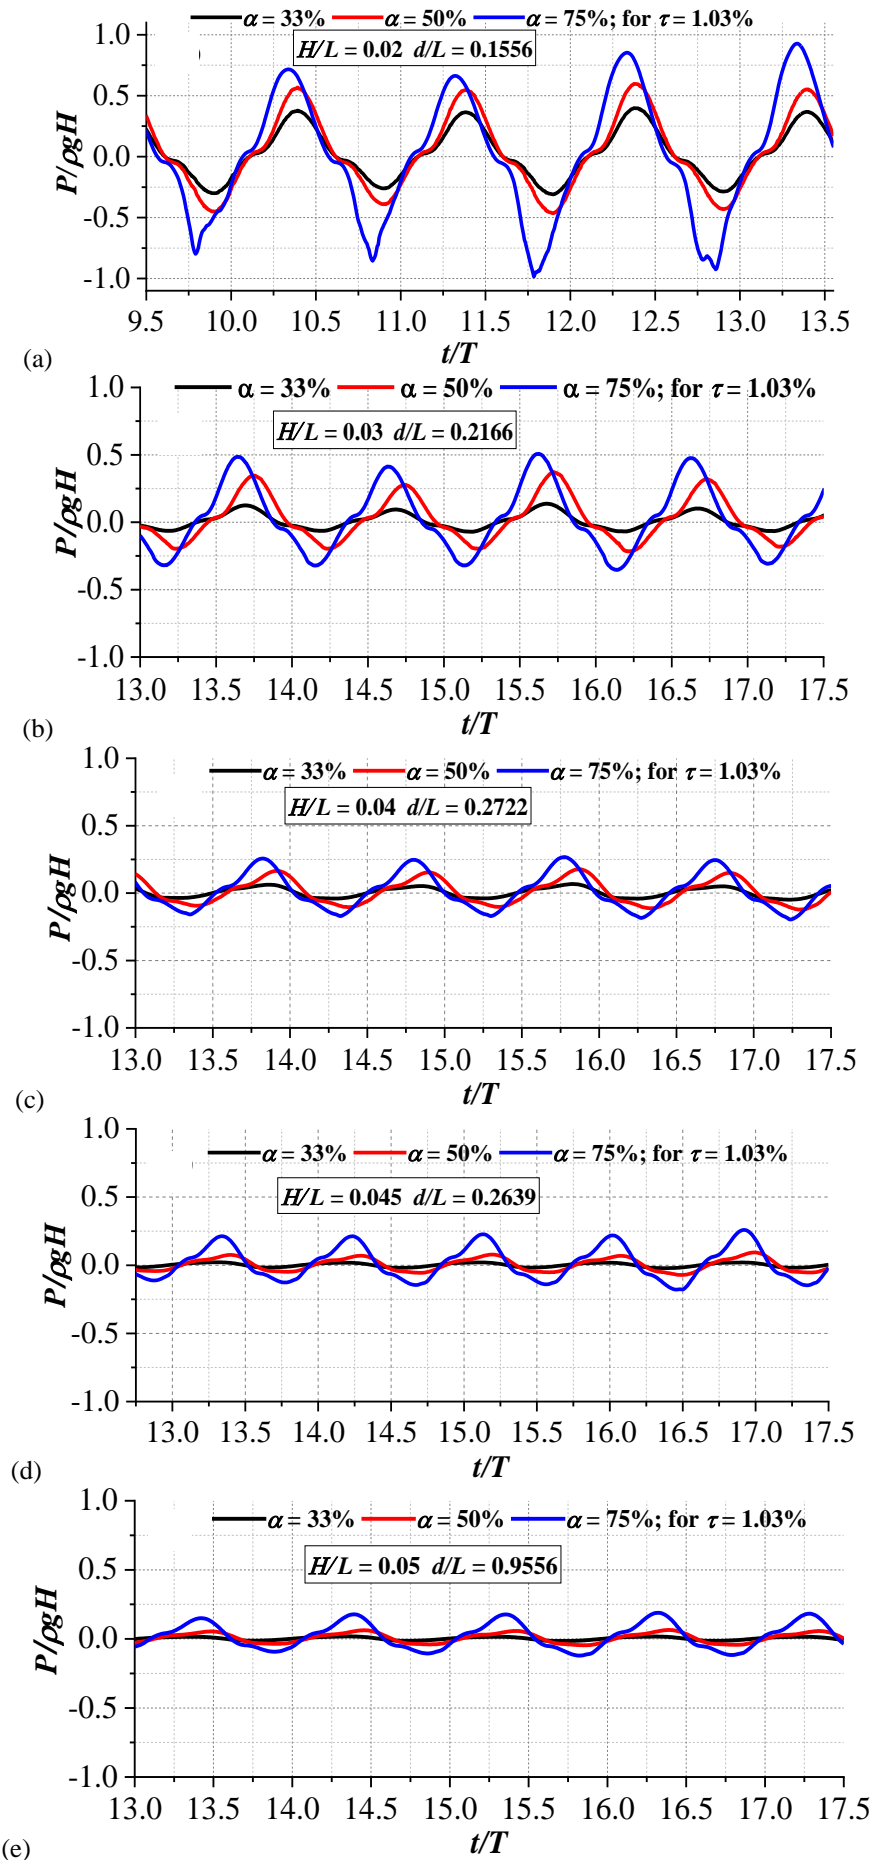 α = 33% α = 50% α = 75%; for τ = 1.03%
H/L = 0.02 d/L = 0.1556
1.0
0.5
0.0
-0.5
-1.0
P/ρgH
9.5 10.0 10.5 11.0 11.5 12.0 12.5 13.0 13.5
t/T
(a)
α = 33% α = 50% α = 75%; for τ = 1.03%
H/L = 0.03 d/L = 0.2166
1.0
0.5
0.0
-0.5
-1.0
P/ρgH
13.0 13.5 14.0 14.5 15.0 15.5 16.0 16.5 17.0 17.5
t/T
(b)
α = 33% α = 50% α = 75%; for τ = 1.03%
H/L = 0.04 d/L = 0.2722
1.0
0.5
0.0
-0.5
-1.0
P/ρgH
13.0 13.5 14.0 14.5 15.0 15.5 16.0 16.5 17.0 17.5
t/T
(c)
α = 33% α = 50% α = 75%; for τ = 1.03%
H/L = 0.045 d/L = 0.2639
1.0
0.5
0.0
-0.5
-1.0
P/ρgH
13.0 13.5 14.0 14.5 15.0 15.5 16.0 16.5 17.0 17.5
t/T
(d)
α = 33% α = 50% α = 75%; for τ = 1.03%
H/L = 0.05 d/L = 0.9556
1.0
0.5
0.0
-0.5
-1.0
P/ρgH
13.0 13.5 14.0 14.5 15.0 15.5 16.0 16.5 17.0 17.5
t/T
(e)